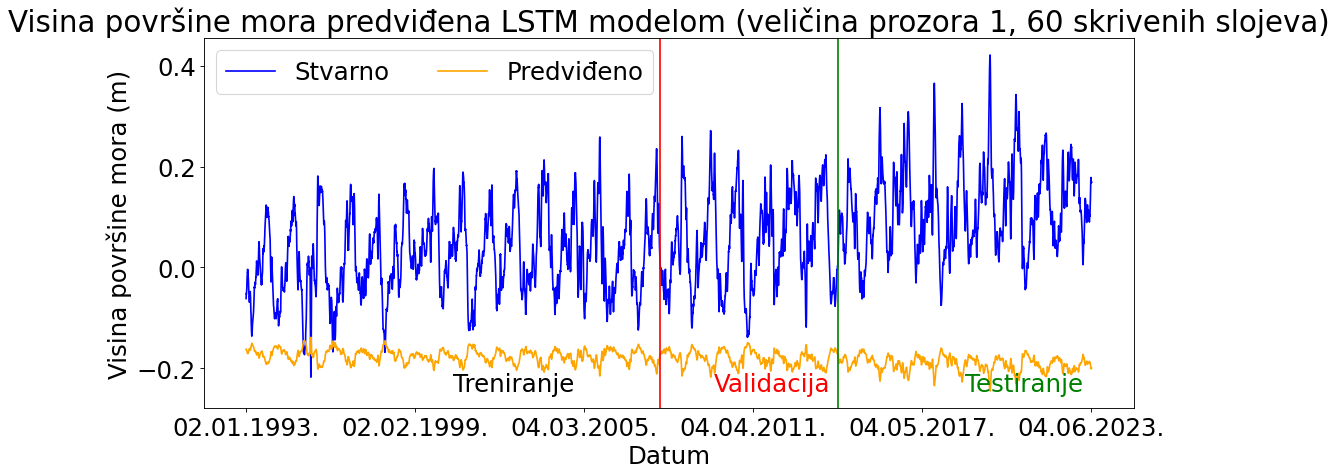 Visina površine mora predviđena LSTM modelom (veličina prozora 1, 60 skrivenih slojeva)
Stvarno
Predviđeno
Visina površine mora (m)
0.4
0.2
0.0
−0.2
Treniranje
Validacija
Testiranje
02.01.1993.
02.02.1999.
04.03.2005.
04.04.2011.
04.05.2017.
04.06.2023.
Datum